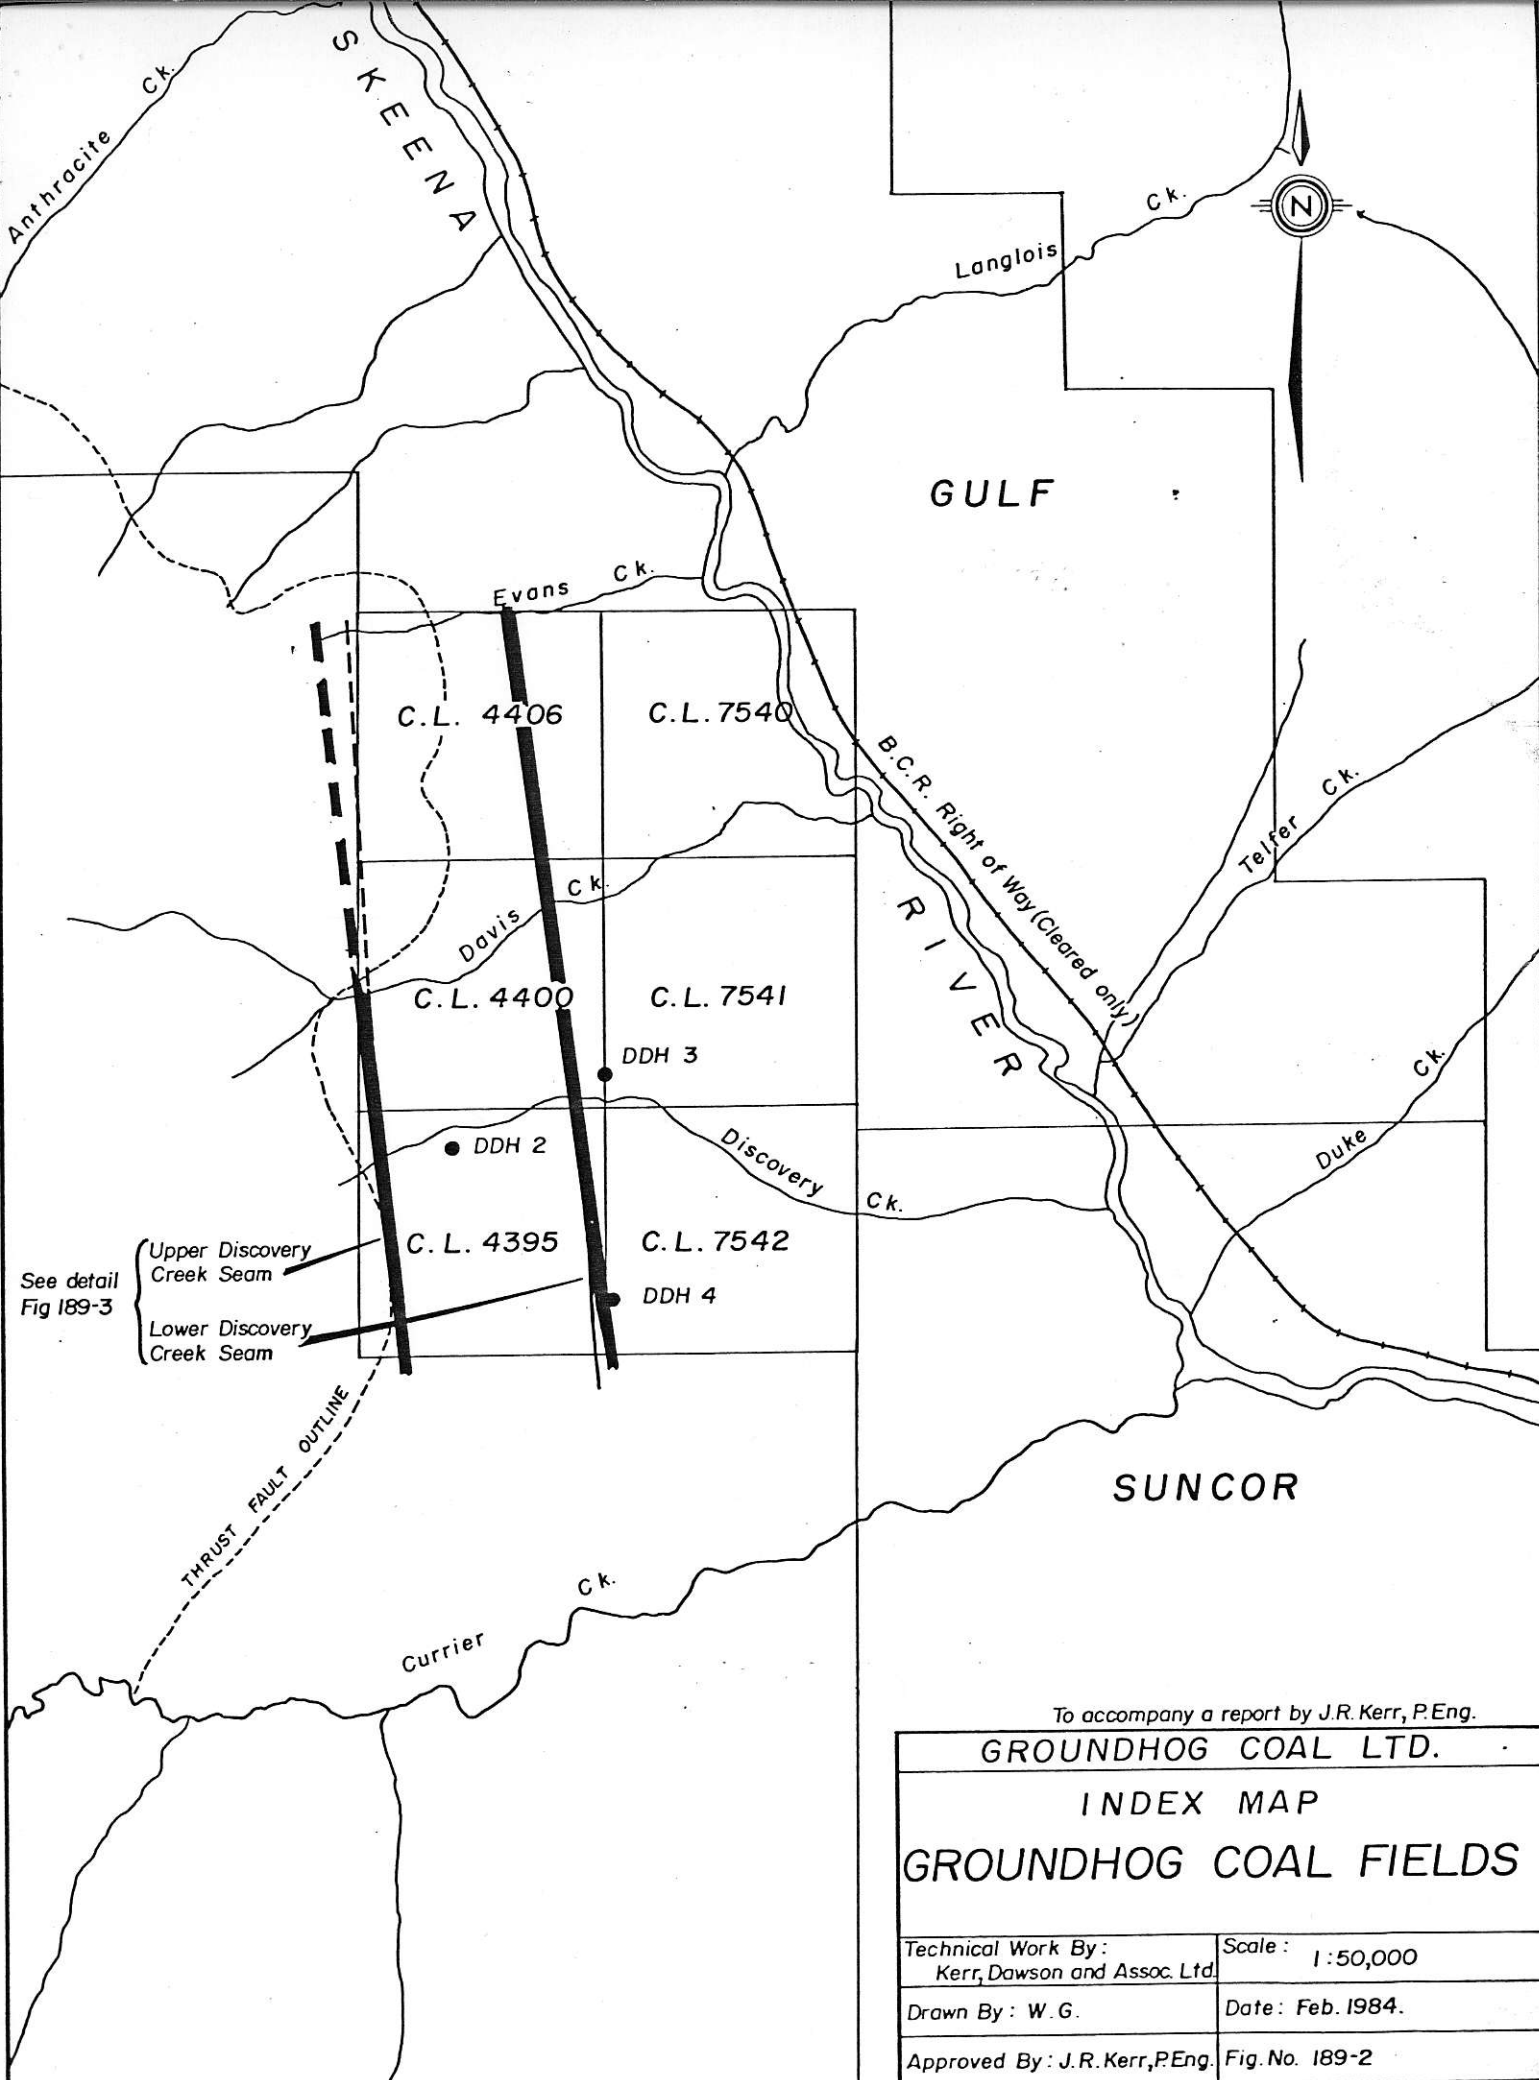 SKEENA
Ck.
Anthracite
Ck.
Langlois
N
GULF
Evans Ck.
C.L. 4406
C.L. 7540
B.C.R. Right of Way (Cleared only)
Ck.
Telfer
Ck.
Davis
RIVER
C.L. 4400
C.L. 7541
DDH 3
Ck.
Duke
DDH 2
Discovery Ck.
C.L. 4395
C.L. 7542
Upper Discovery
Creek Seam
See detail
Fig 189-3
DDH 4
Lower Discovery
Creek Seam
THRUST FAULT OUTLINE
SUNCOR
Ck.
Currier
To accompany a report by J.R. Kerr, P.Eng.
GROUNDHOG COAL LTD.
INDEX MAP
GROUNDHOG COAL FIELDS
Technical Work By:
Kerr, Dawson and Assoc. Ltd.
Scale: 1:50,000
Drawn By: W.G.
Date: Feb. 1984.
Approved By: J.R. Kerr, P.Eng.
Fig. No. 189-2